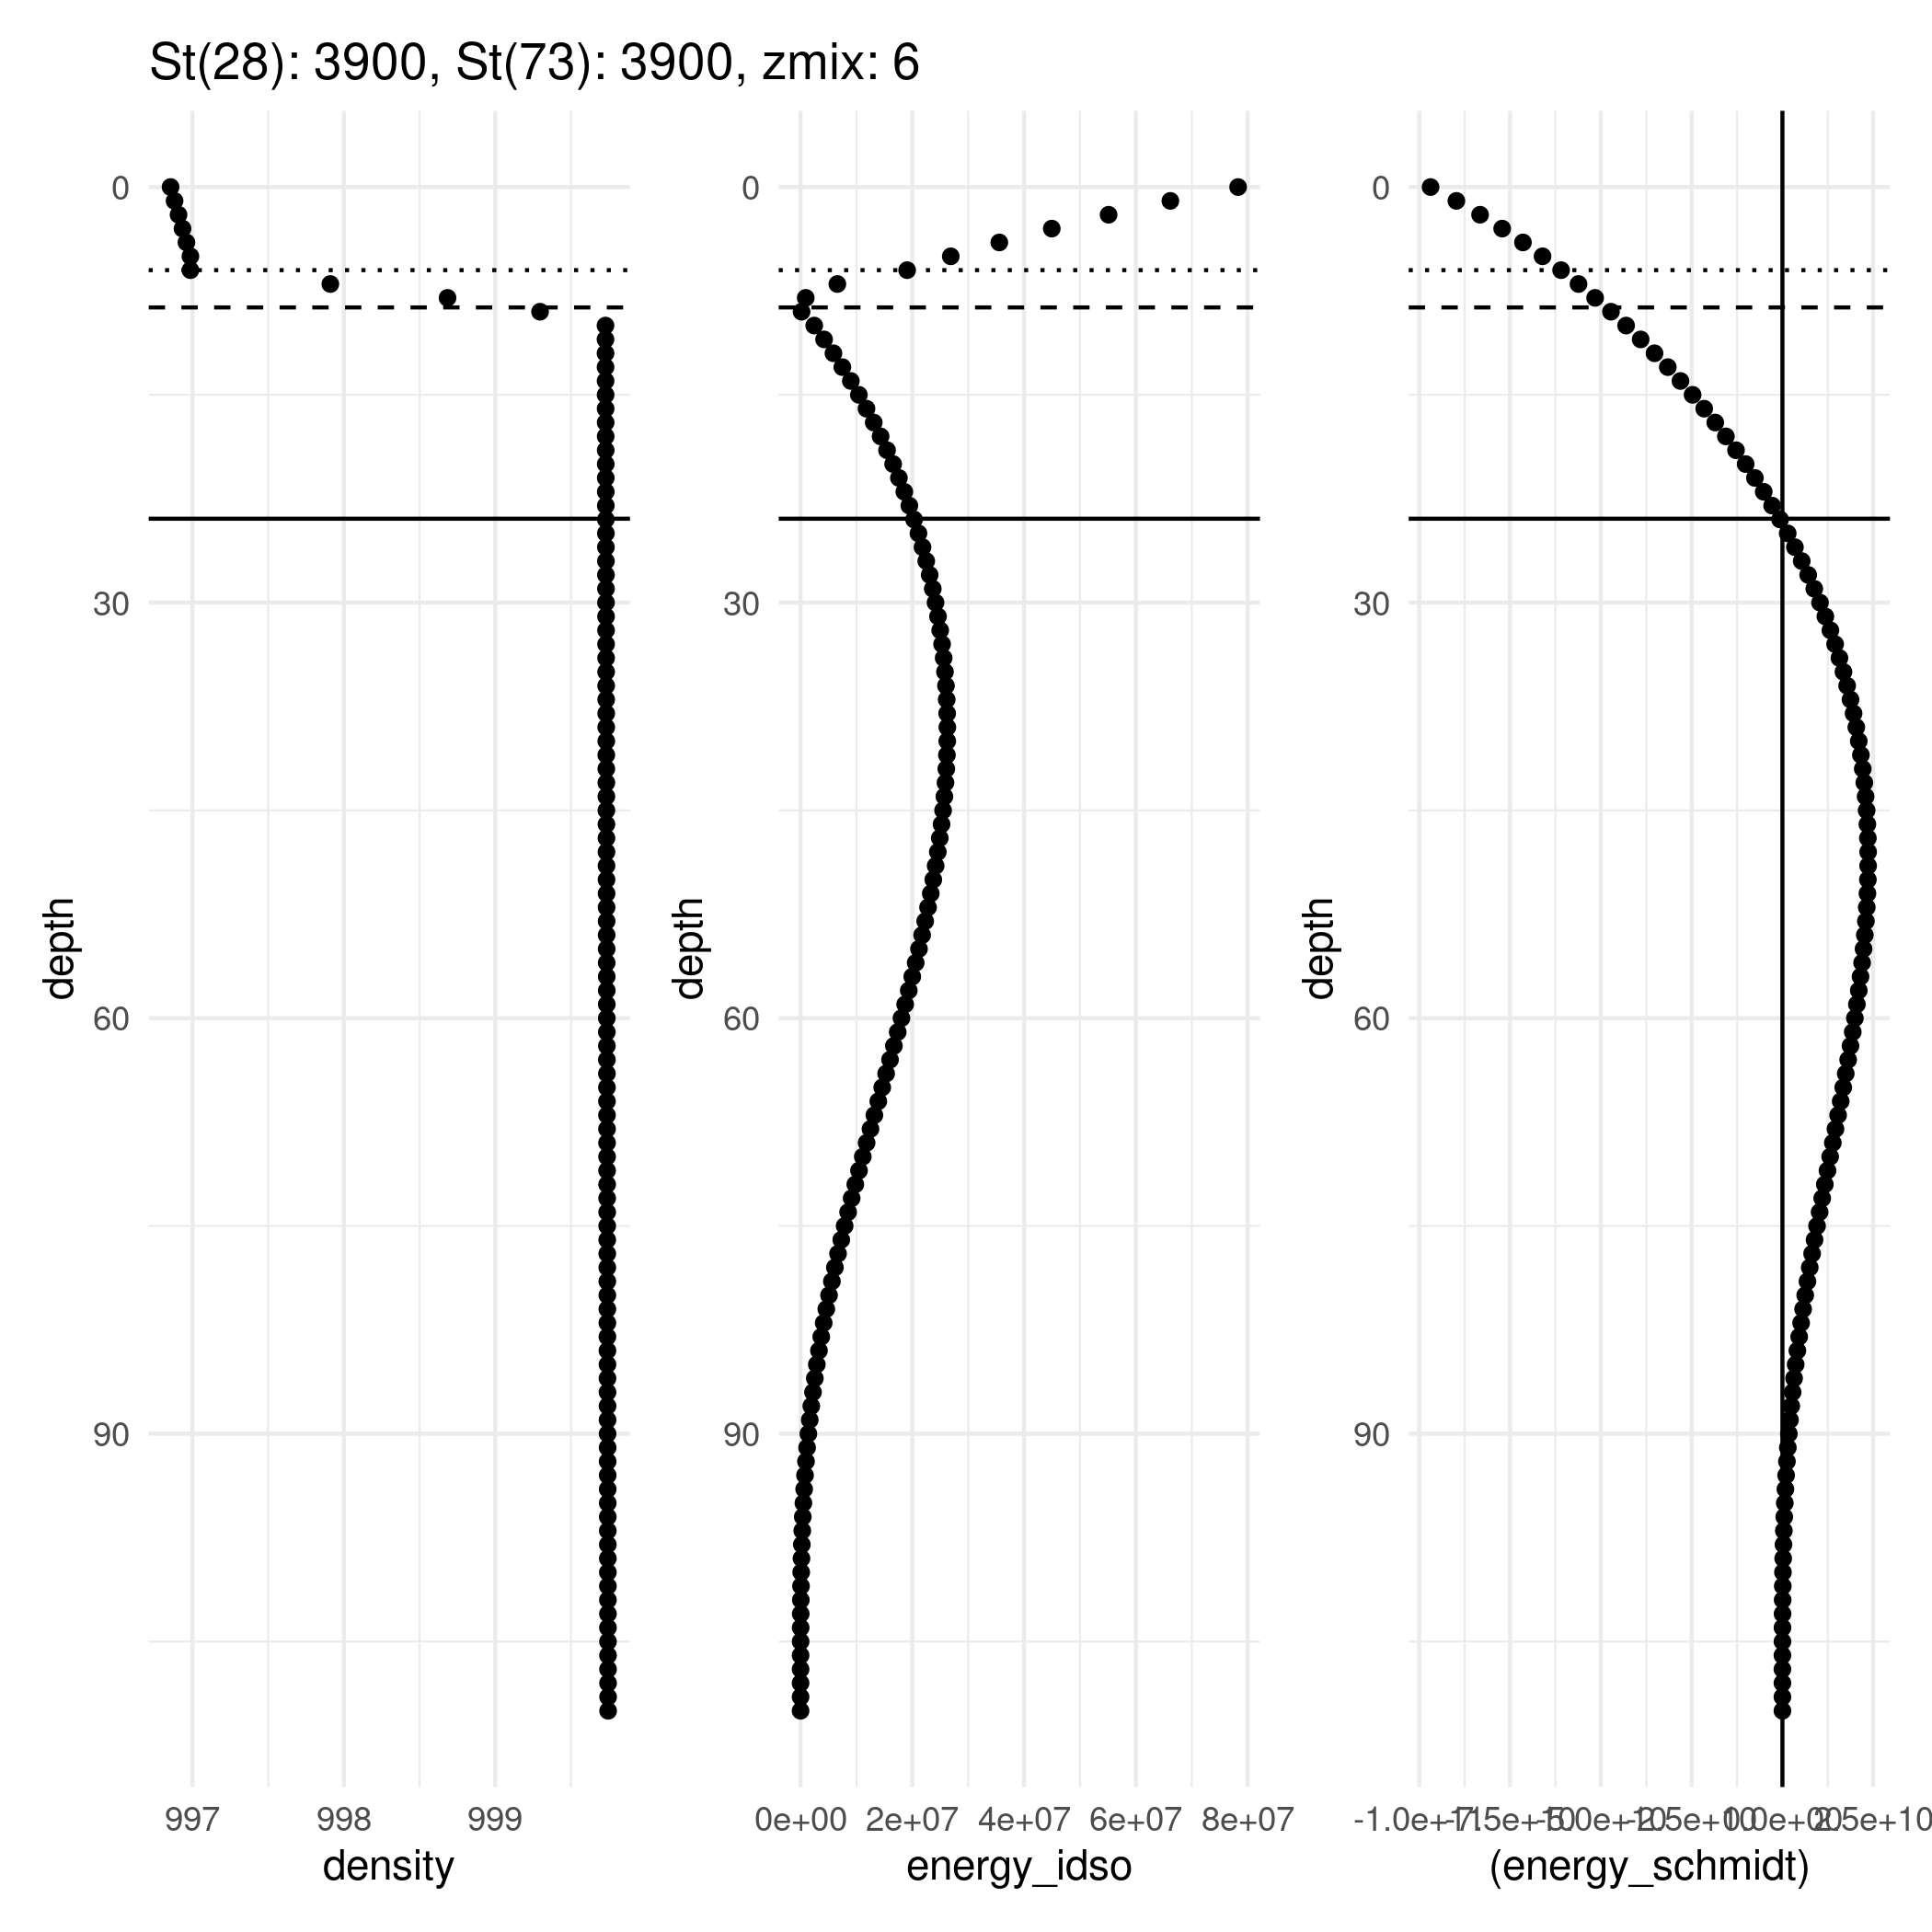 St(28): 3900, St(73): 3900, zmix: 6
0
30
60
90
depth
997 998 999
density
0
30
60
90
depth
0e+00 2e+07 4e+07 6e+07 8e+07
energy_idso
0
30
60
90
depth
(energy_schmidt)